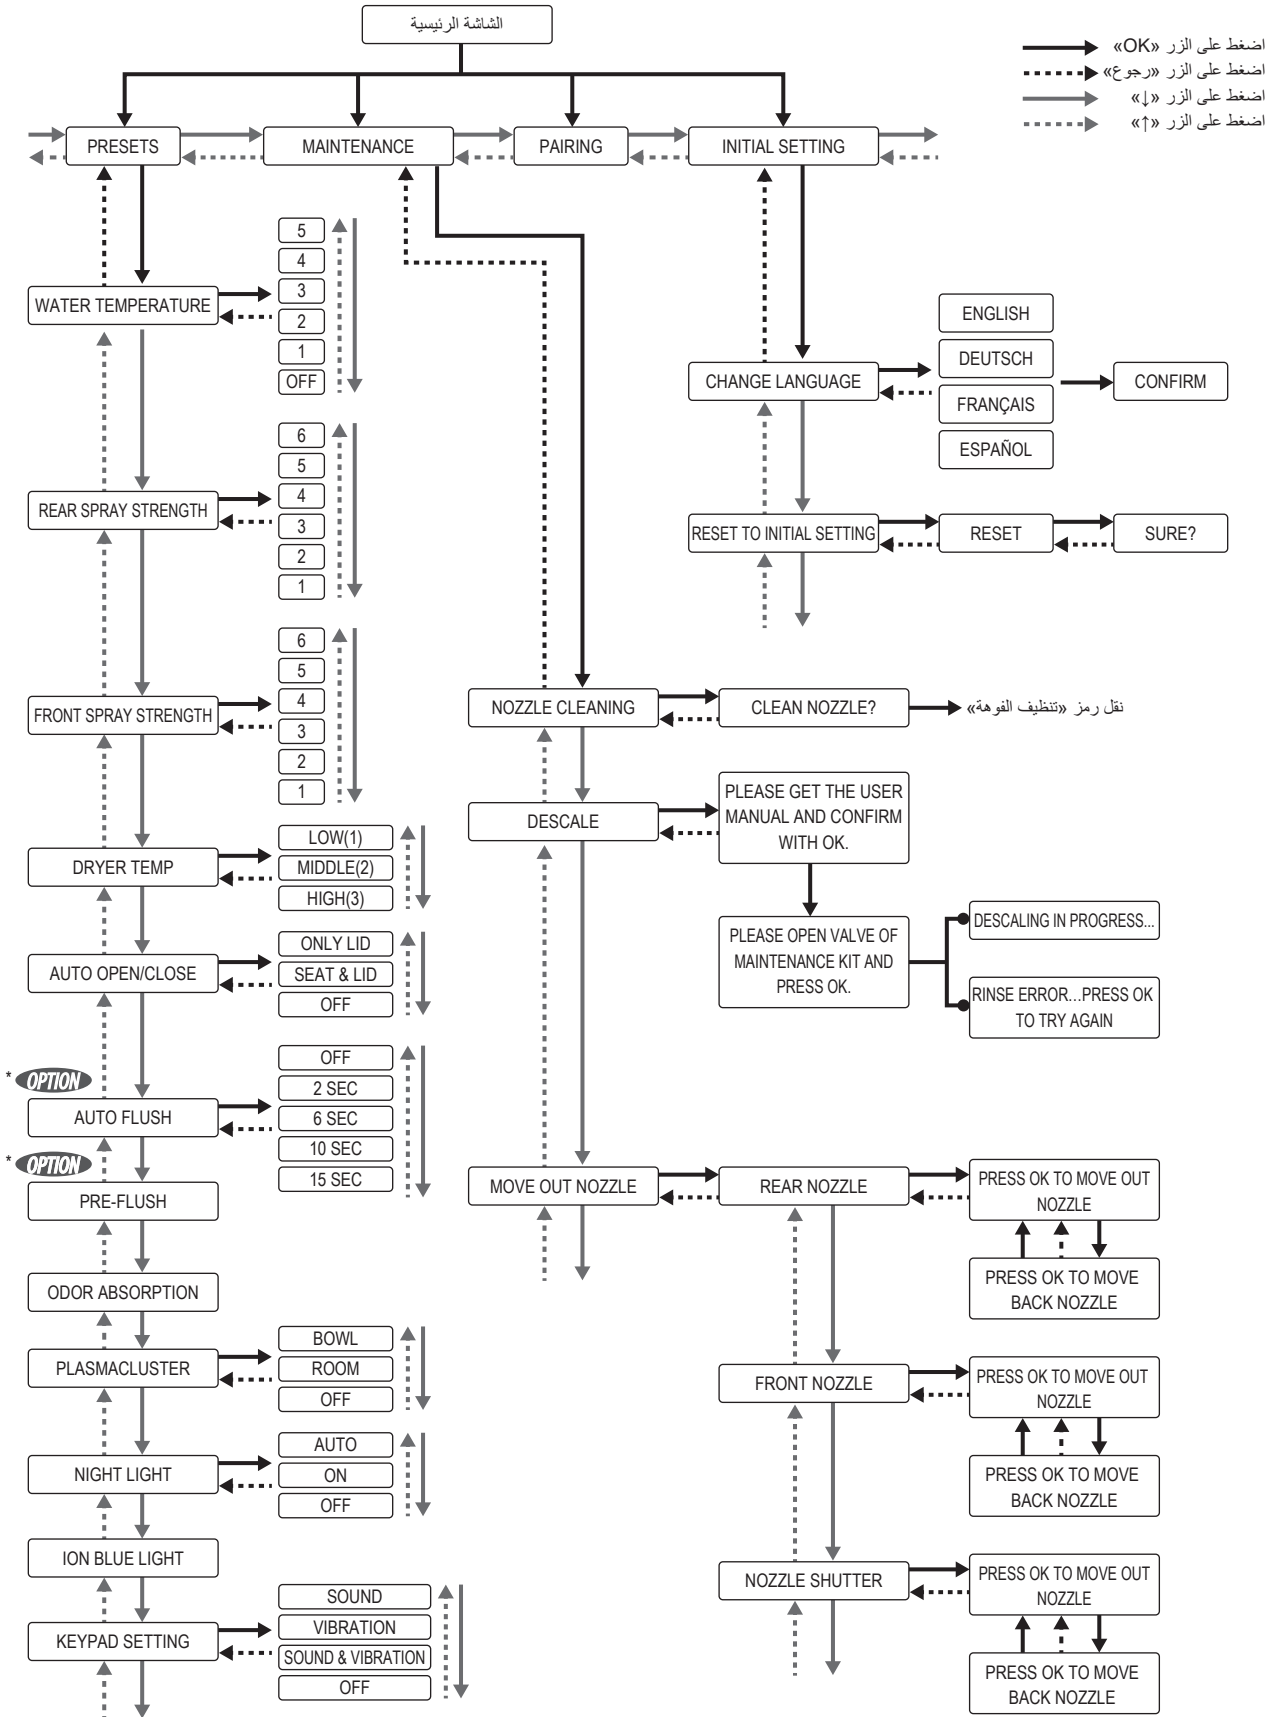 الشاشة الرئيسية
اضغط على الزر «OK»
اضغط على الزر «رجوع»
اضغط على الزر «↓»
اضغط على الزر «↑»
PRESETS
MAINTENANCE
PAIRING
INITIAL SETTING
WATER TEMPERATURE
5
4
3
2
1
OFF
REAR SPRAY STRENGTH
6
5
4
3
2
1
FRONT SPRAY STRENGTH
6
5
4
3
2
1
DRYER TEMP
LOW(1)
MIDDLE(2)
HIGH(3)
AUTO OPEN/CLOSE
ONLY LID
SEAT & LID
OFF
* OPTION
AUTO FLUSH
OFF
2 SEC
6 SEC
10 SEC
15 SEC
* OPTION
PRE-FLUSH
ODOR ABSORPTION
PLASMACLUSTER
BOWL
ROOM
OFF
NIGHT LIGHT
AUTO
ON
OFF
ION BLUE LIGHT
KEYPAD SETTING
SOUND
VIBRATION
SOUND & VIBRATION
OFF
NOZZLE CLEANING
CLEAN NOZZLE?
نقل رمز «تنظيف الفوهة»
DESCALE
PLEASE GET THE USER
MANUAL AND CONFIRM
WITH OK.
PLEASE OPEN VALVE OF
MAINTENANCE KIT AND
PRESS OK.
DESCALING IN PROGRESS...
RINSE ERROR...PRESS OK
TO TRY AGAIN
MOVE OUT NOZZLE
REAR NOZZLE
PRESS OK TO MOVE OUT
NOZZLE
PRESS OK TO MOVE
BACK NOZZLE
FRONT NOZZLE
PRESS OK TO MOVE OUT
NOZZLE
PRESS OK TO MOVE
BACK NOZZLE
NOZZLE SHUTTER
PRESS OK TO MOVE OUT
NOZZLE
PRESS OK TO MOVE
BACK NOZZLE
CHANGE LANGUAGE
ENGLISH
DEUTSCH
FRANÇAIS
ESPAÑOL
CONFIRM
RESET TO INITIAL SETTING
RESET
SURE?